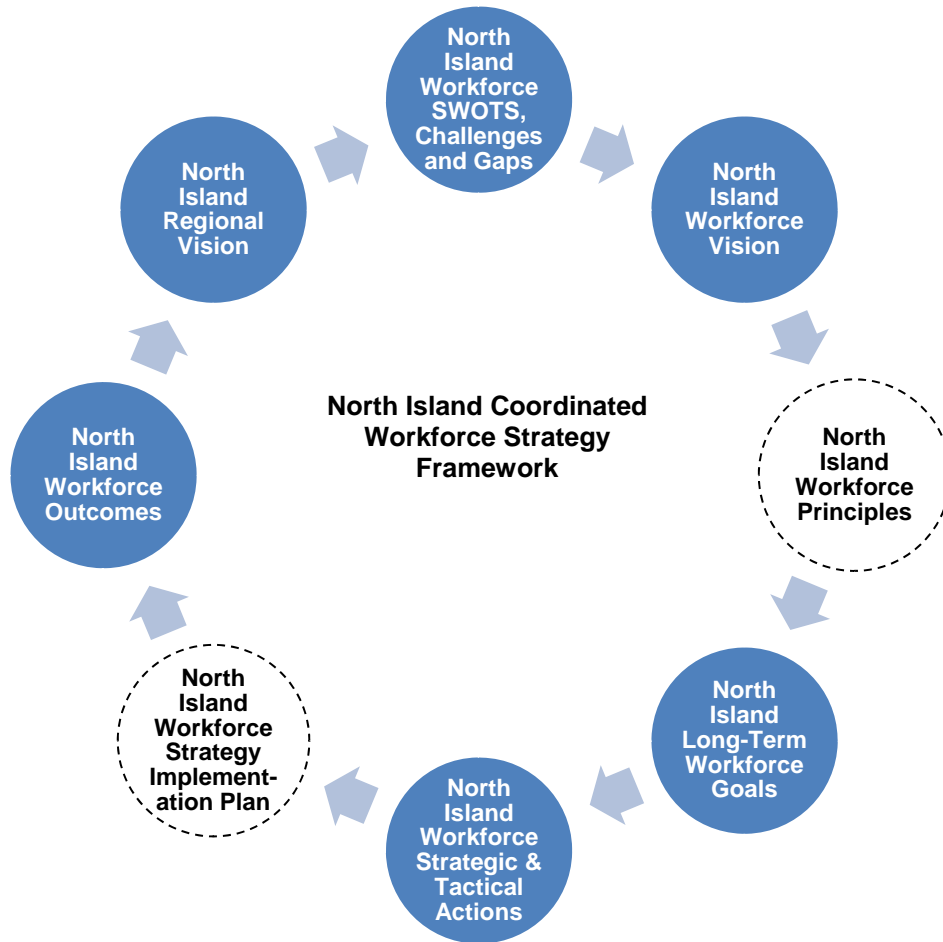 North
Island
Workforce
SWOTS,
Challenges
and Gaps
North
Island
Workforce
Vision
North
Island
Workforce
Principles
North
Island
Long-Term
Workforce
Goals
North
Island
Workforce
Strategic &
Tactical
Actions
North
Island
Workforce
Strategy
Implement-
ation Plan
North
Island
Workforce
Outcomes
North
Island
Regional
Vision
North Island Coordinated
Workforce Strategy
Framework